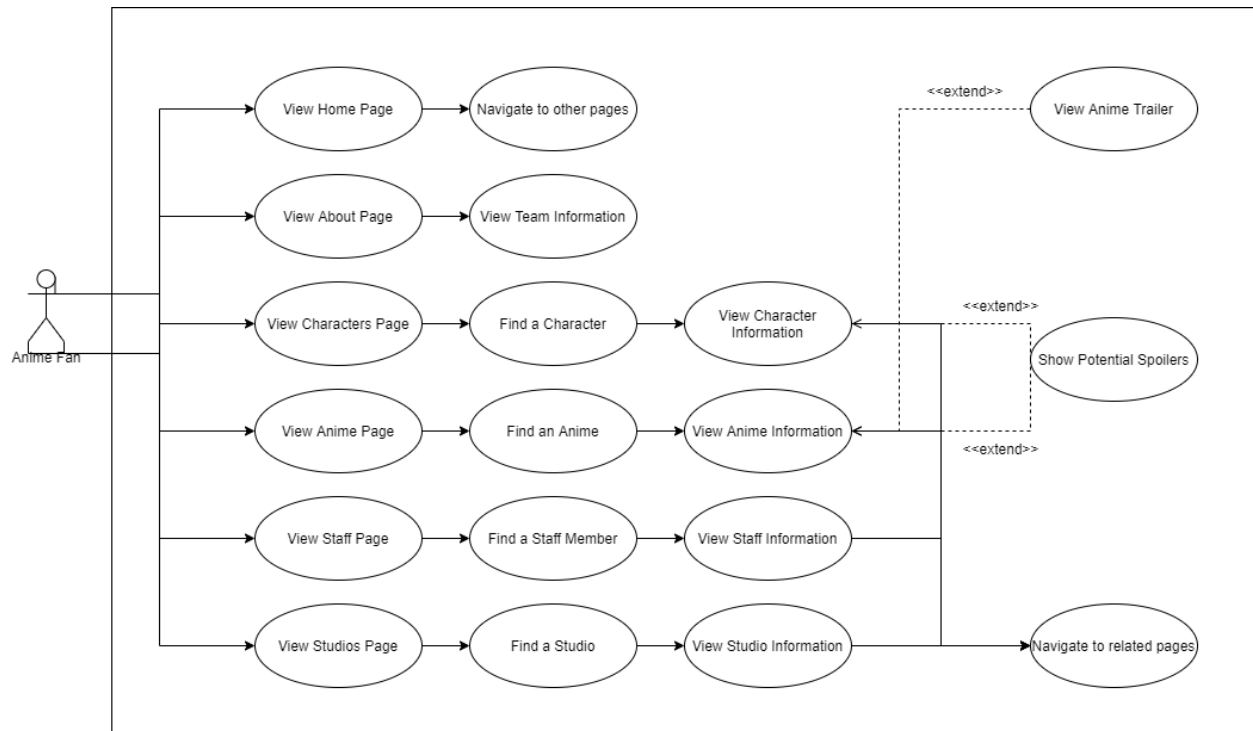 <<extend>>
View Home Page
Navigate to other pages
View Anime Trailer
View About Page
View Team Information
<<extend>>
View Characters Page
Find a Character
View Character
Information
Anime Fan
Show Potential Spoilers
View Anime Page
Find an Anime
View Anime Information
<<extend>>
View Staff Page
Find a Staff Member
View Staff Information
View Studios Page
Find a Studio
View Studio Information
Navigate to related pages